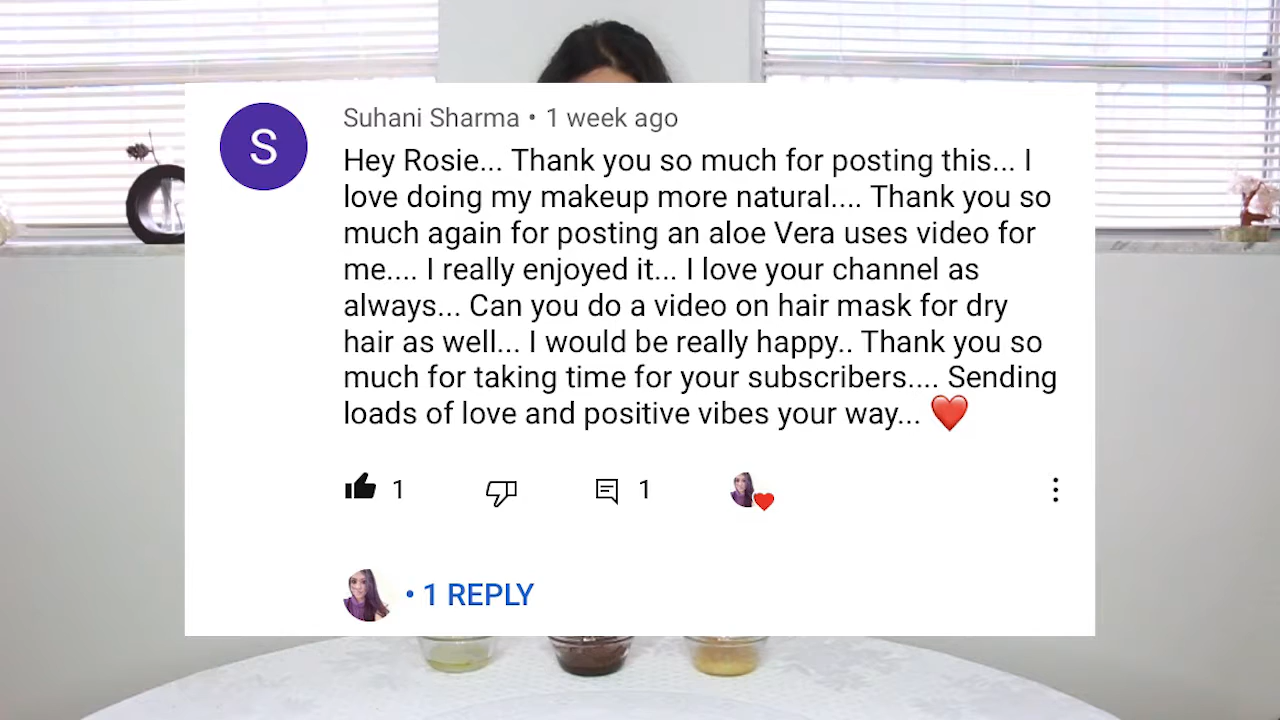 S
Suhani Sharma • 1 week ago
Hey Rosie... Thank you so much for posting this... I
love doing my makeup more natural.... Thank you so
much again for posting an aloe Vera uses video for
me.... I really enjoyed it... I love your channel as
always... Can you do a video on hair mask for dry
hair as well... I would be really happy.. Thank you so
much for taking time for your subscribers.... Sending
loads of love and positive vibes your way... ❤️
1
1
• 1 REPLY